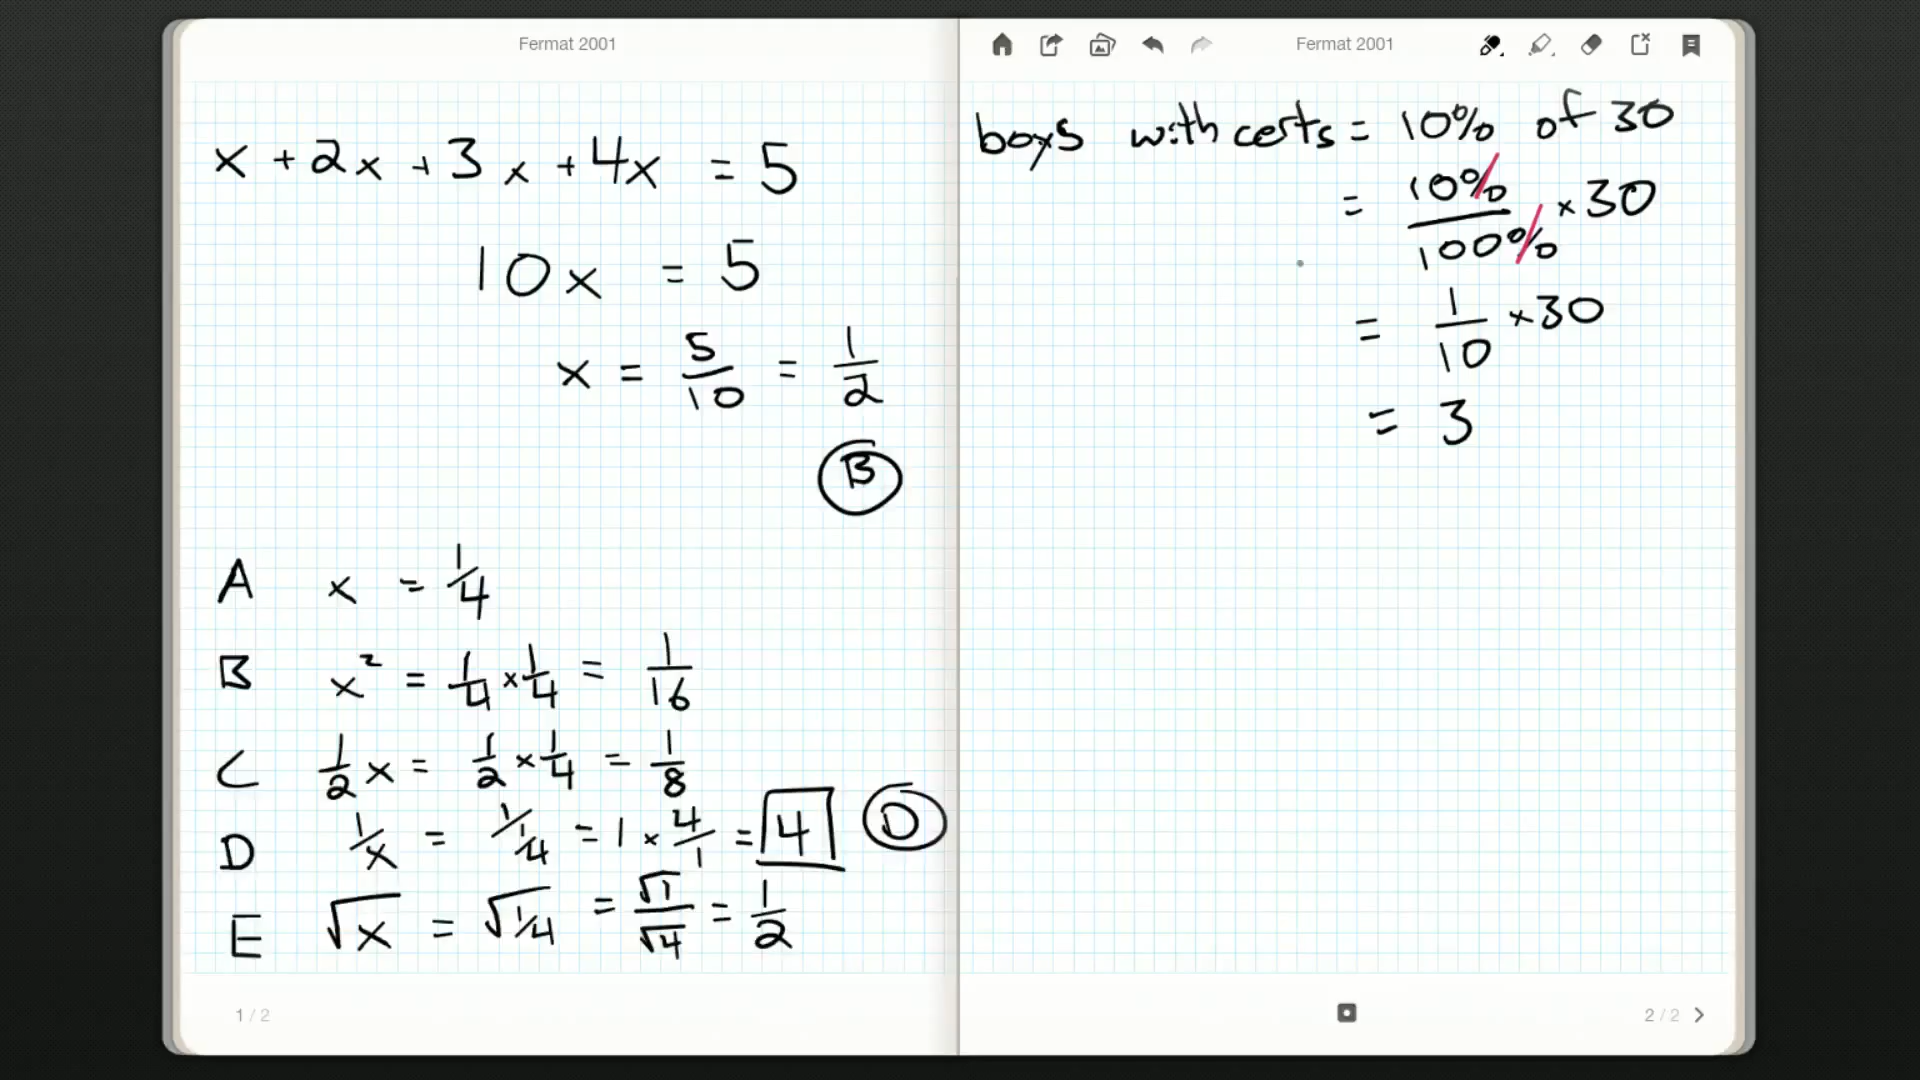 Fermat 2001
x + 2x + 3x + 4x = 5
10x = 5
x = 5/10 = 1/2
B
A x = 1/4
B x² = 1/4 × 1/4 = 1/16
C 1/2 x = 1/2 × 1/4 = 1/8
D 1/x = 1/1/4 = 1 × 4/1 = 4 D
E √x = √1/4 = √1/√4 = 1/2
1 / 2
Fermat 2001
boys with certs = 10% of 30
= 10%/100% × 30
= 1/10 × 30
= 3
2 / 2